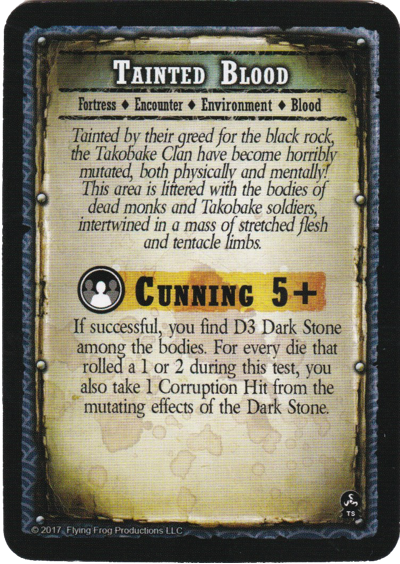 Tainted Blood
Fortress ♦ Encounter ♦ Environment ♦ Blood
Tainted by their greed for the black rock,
the Takobake Clan have become horribly
mutated, both physically and mentally!
This area is littered with the bodies of
dead monks and Takobake soldiers,
intertwined in a mass of stretched flesh
and tentacle limbs.
Cunning 5+
If successful, you find D3 Dark Stone
among the bodies. For every die that
rolled a 1 or 2 during this test, you
also take 1 Corruption Hit from the
mutating effects of the Dark Stone.
© 2017 Flying Frog Productions LLC
TS